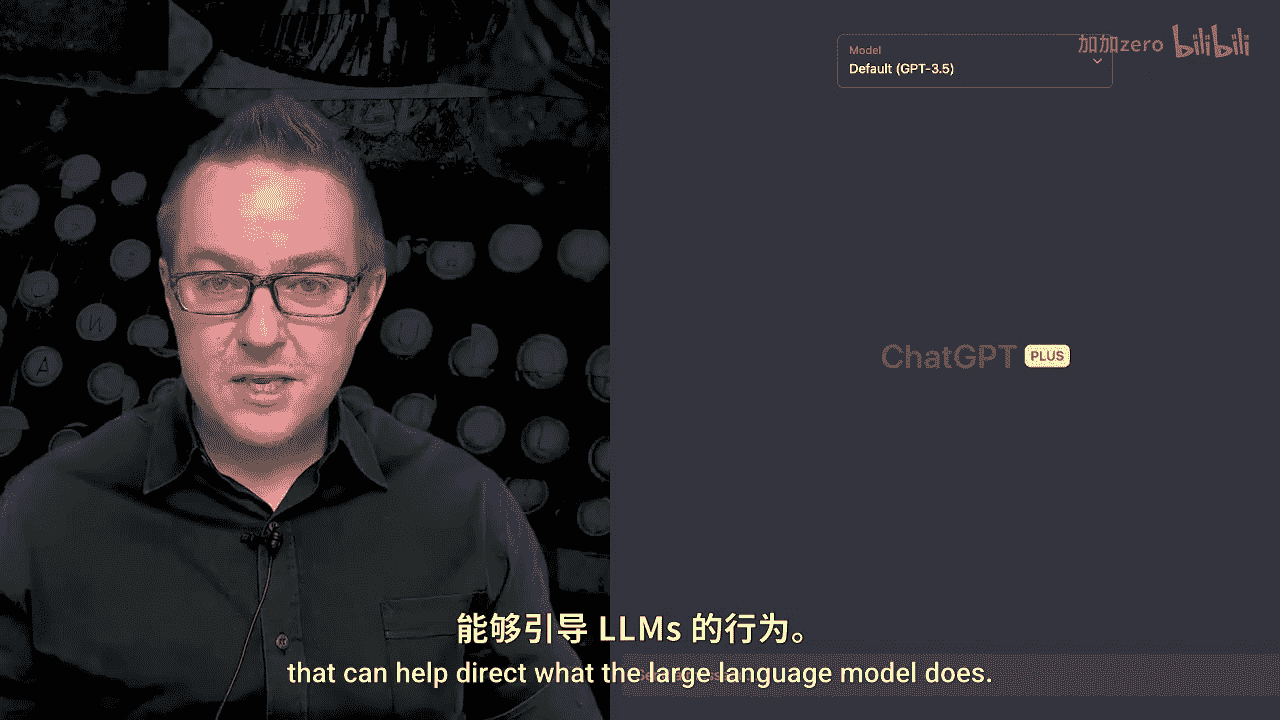 加加zero bilibili
Model
Default (GPT-3.5)
ChatGPT PLUS
能够引导 LLMs 的行为。
that can help direct what the large language model does.